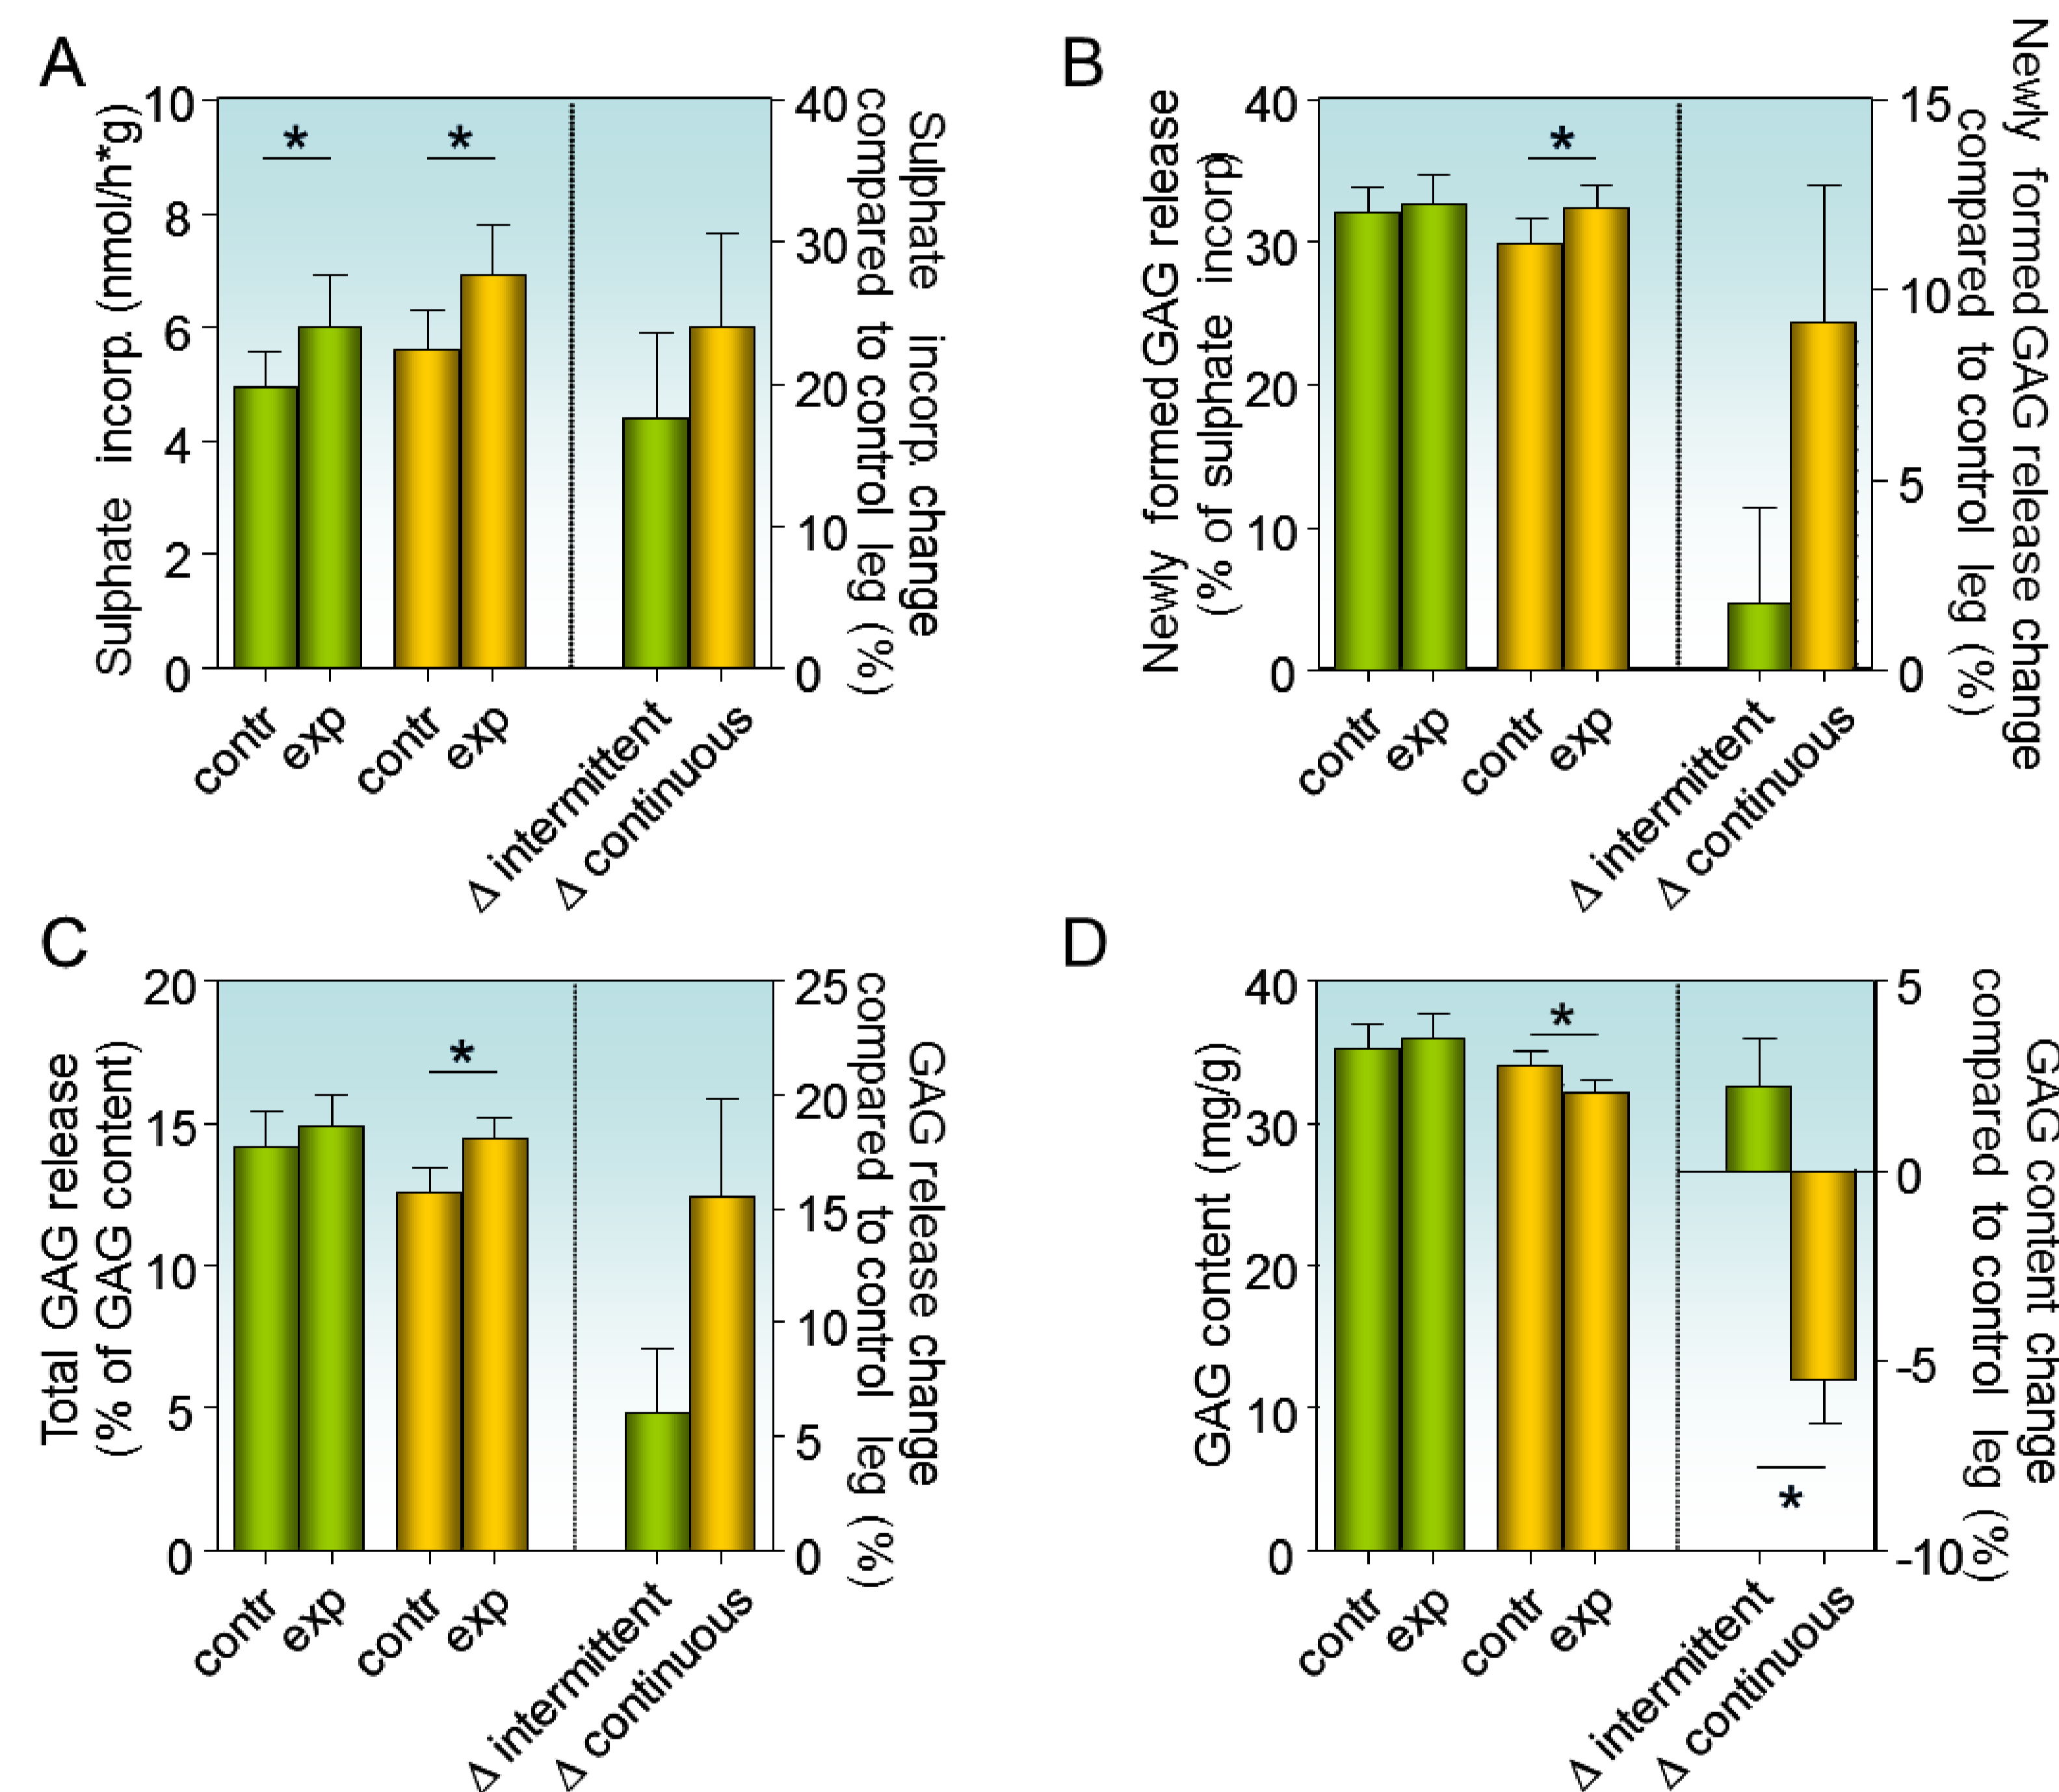 A
Sulphate incorp. (nmol/h*g)
10
8
6
4
2
0
*
*
40
30
20
10
0
Sulphate incorp. change
compared to control leg (%)
contr
exp
contr
exp
Δ intermittent
Δ continuous
B
Newly formed GAG release
(% of sulphate incorp)
40
30
20
10
0
*
15
10
5
0
Newly formed GAG release change
compared to control leg (%)
contr
exp
contr
exp
Δ intermittent
Δ continuous
C
Total GAG release
(% of GAG content)
20
15
10
5
0
*
25
20
15
10
5
0
GAG release change
compared to control leg (%)
contr
exp
contr
exp
Δ intermittent
Δ continuous
D
GAG content (mg/g)
40
30
20
10
0
*
*
5
0
-5
-10
GAG content change
compared to control leg (%)
contr
exp
contr
exp
Δ intermittent
Δ continuous